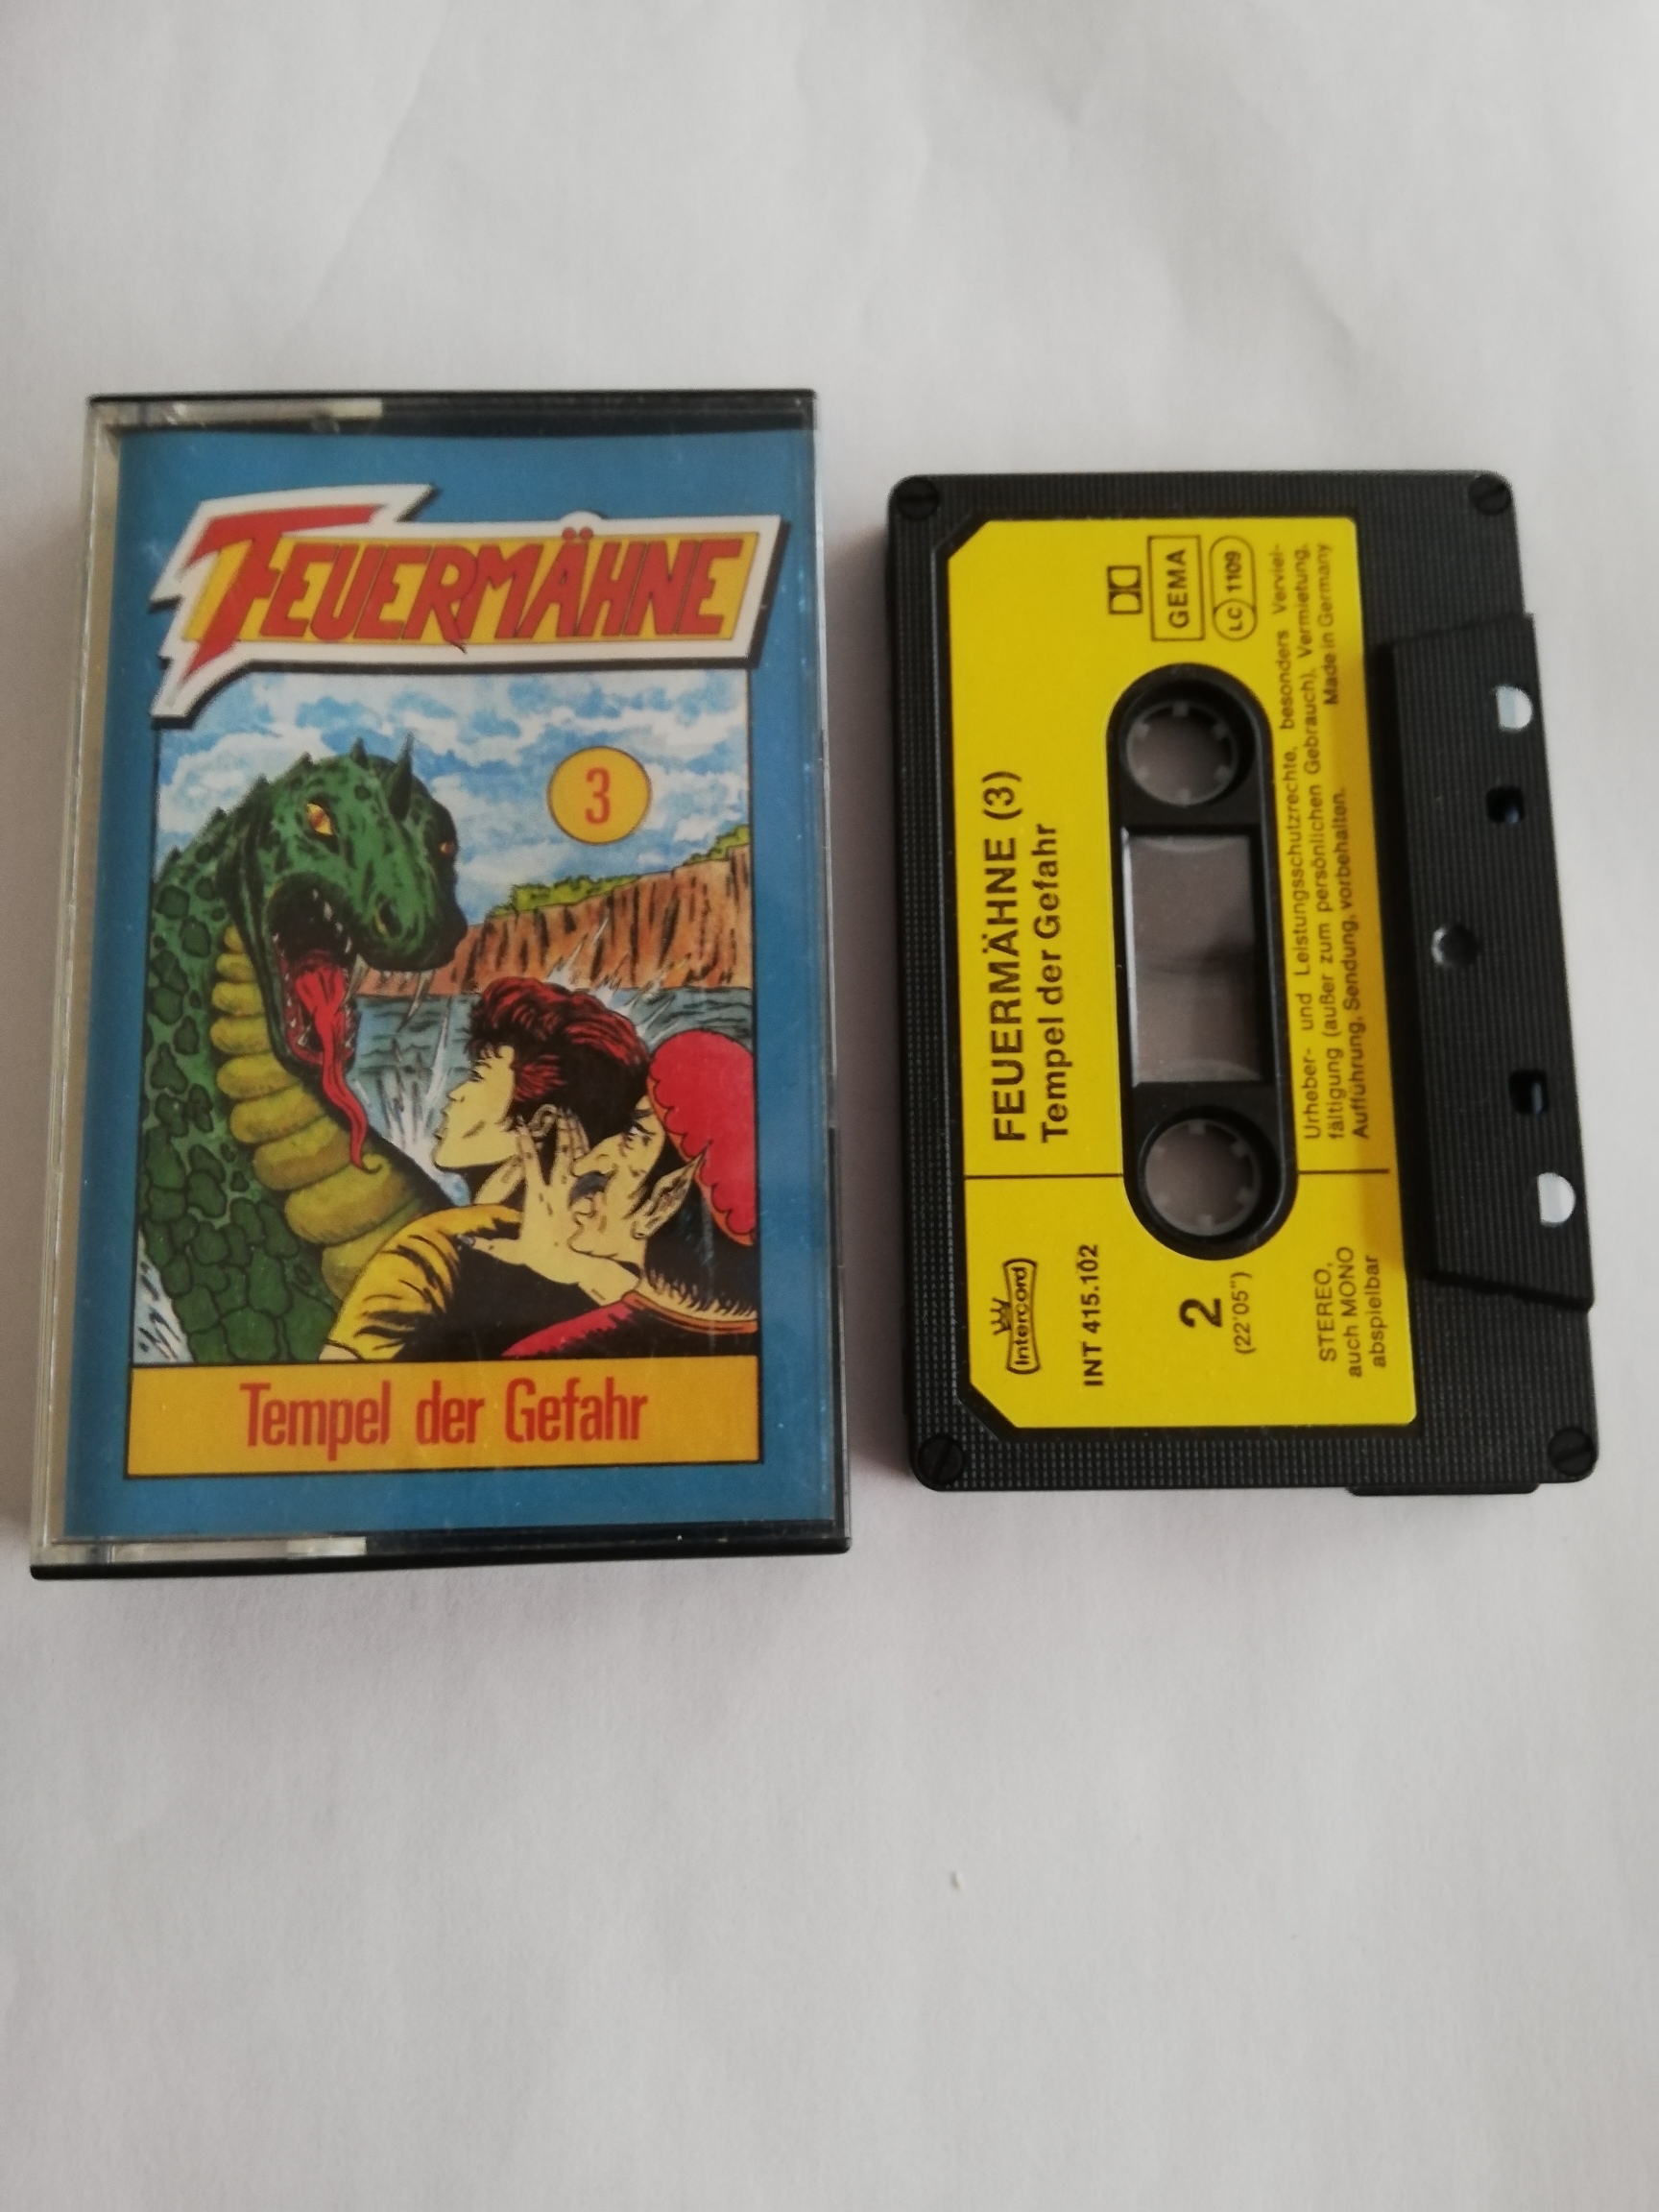 FEUERMÄHNE
3
Tempel der Gefahr
FEUERMÄHNE (3)
Tempel der Gefahr
GEMA
LC 1109
Intercord
INT 415.102
2
(22'05")
STEREO,
auch MONO
abspielbar
Urheber- und Leistungsschutzrechte, besonders Verviel-
fältigung (außer zum persönlichen Gebrauch), Vermietung,
Aufführung, Sendung, vorbehalten. Made in Germany